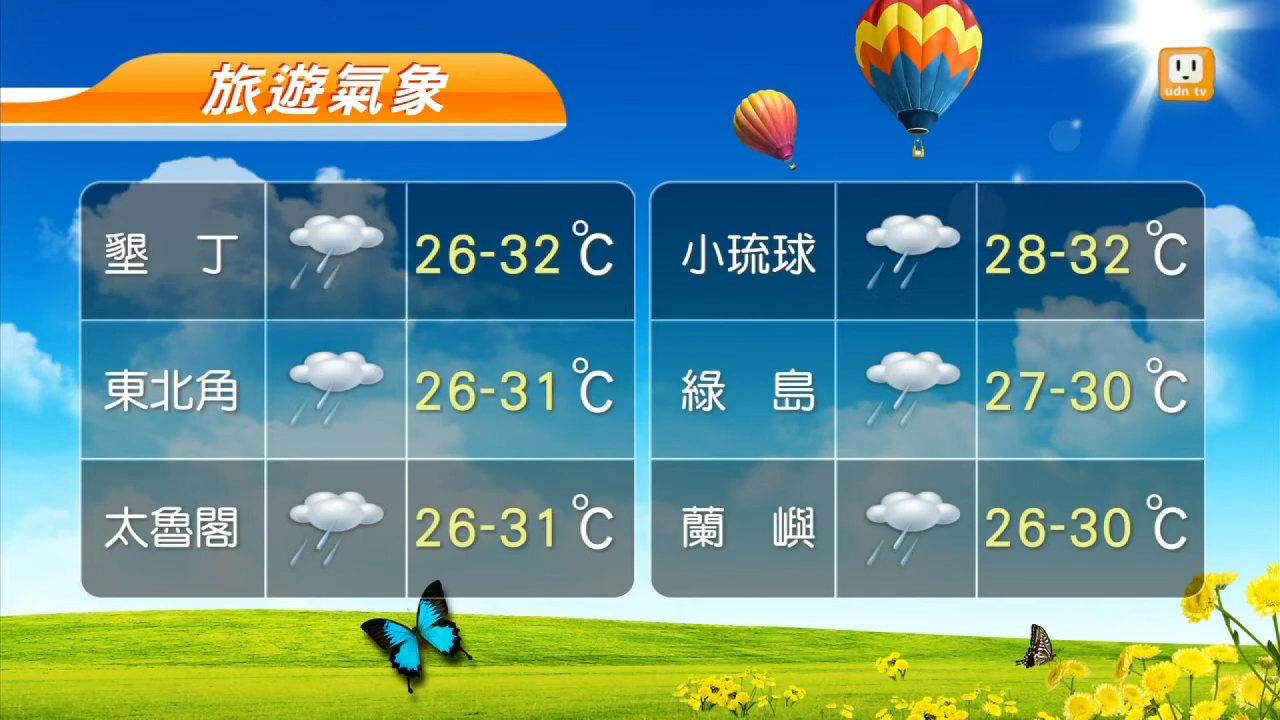 旅遊氣象
udn tv
墾 丁 26-32 ℃
東北角 26-31 ℃
太魯閣 26-31 ℃
小琉球 28-32 ℃
綠 島 27-30 ℃
蘭 嶼 26-30 ℃